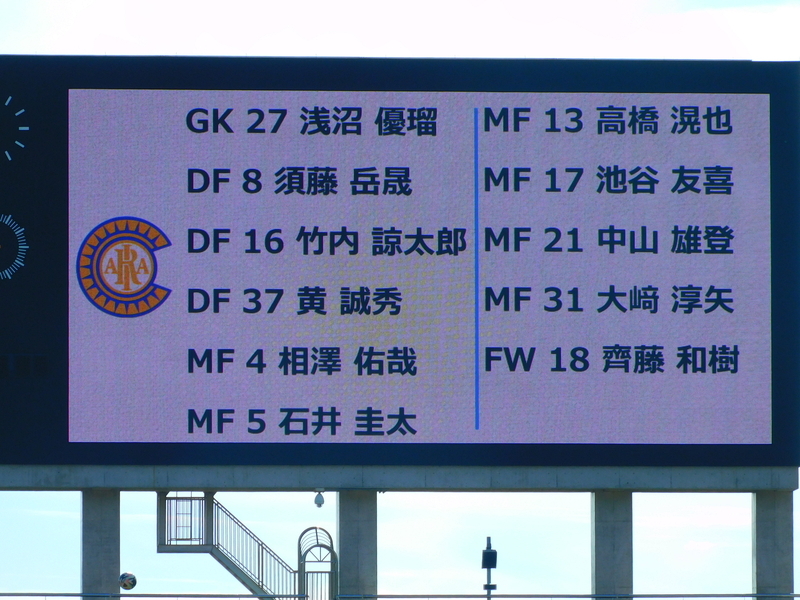 GK 27 浅沼 優瑠
DF 8 須藤 岳晟
DF 16 竹内 諒太郎
DF 37 黄 誠秀
MF 4 相澤 佑哉
MF 5 石井 圭太
MF 13 高橋 滉也
MF 17 池谷 友喜
MF 21 中山 雄登
MF 31 大﨑 淳矢
FW 18 齊藤 和樹